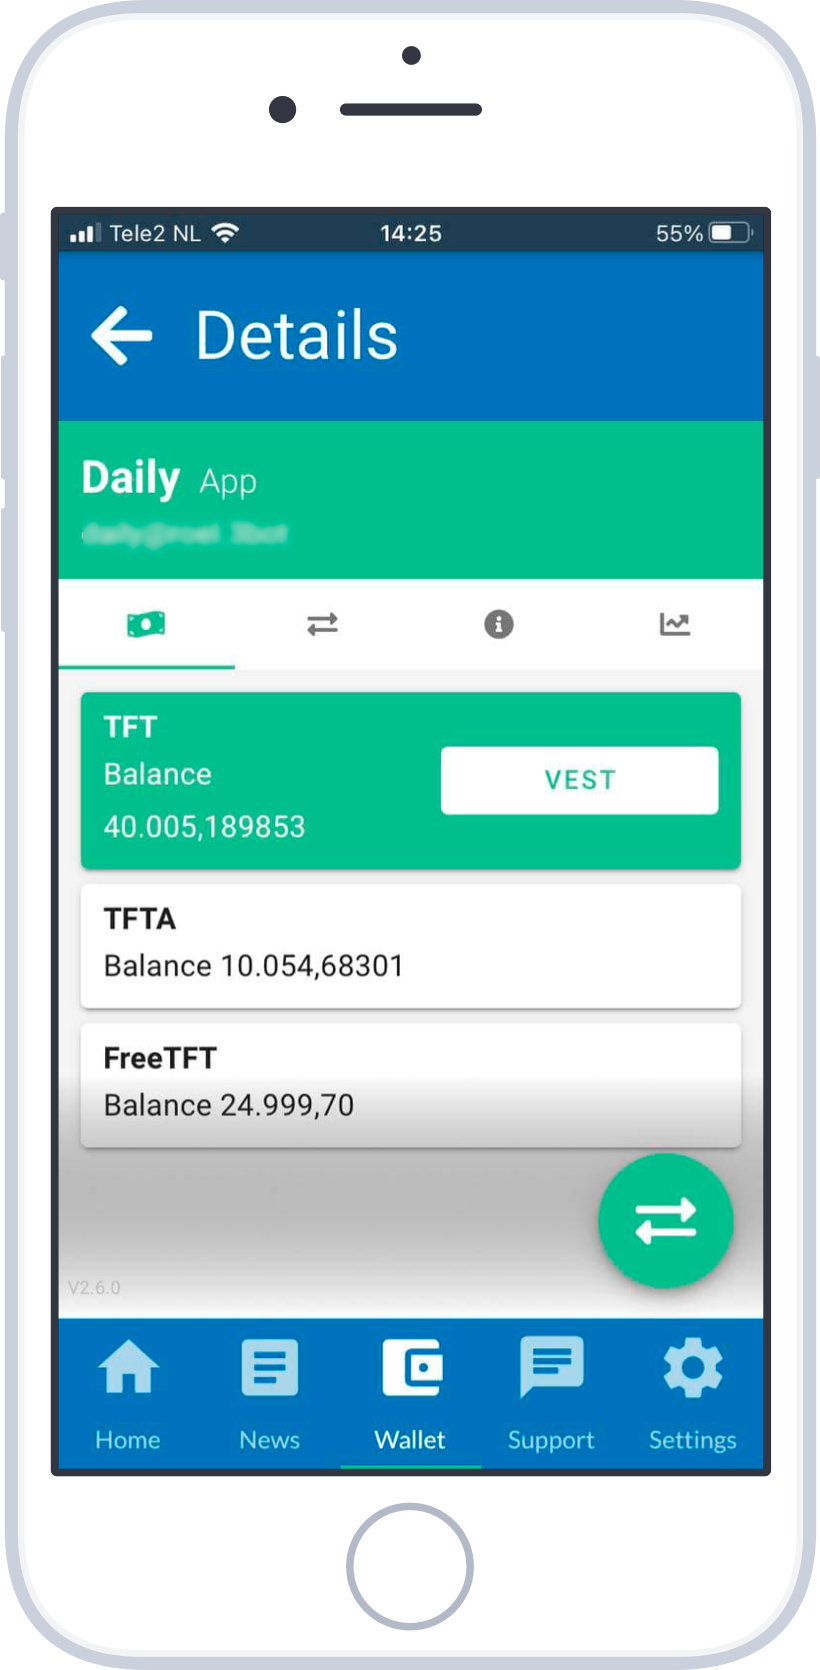 Tele2 NL 14:25 55%
Details
Daily App
TFT
Balance
40.005,189853
VEST
TFTA
Balance 10.054,68301
FreeTFT
Balance 24.999,70
V2.6.0
Home News Wallet Support Settings